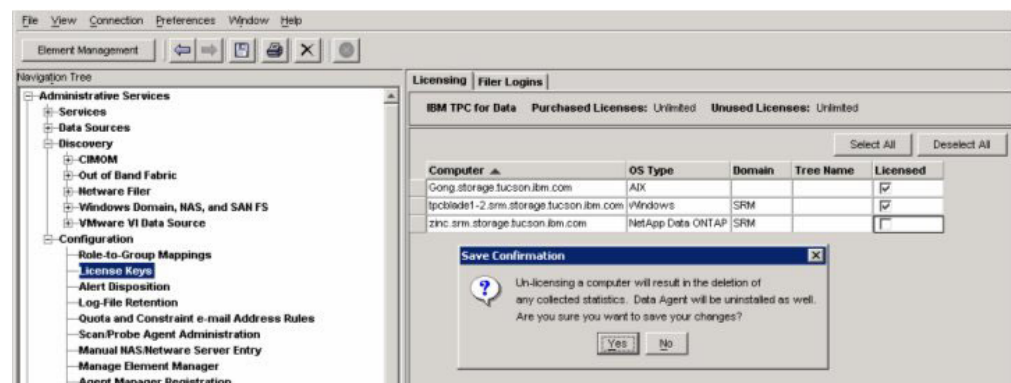 File View Connection Preferences Window Help
Element Management
Navigation Tree
Administrative Services
Services
Data Sources
Discovery
CIMOM
Out of Band Fabric
Netware Filer
Windows Domain, NAS, and SAN FS
VMware VI Data Source
Configuration
Role-to-Group Mappings
License Keys
Alert Disposition
Log-File Retention
Quota and Constraint e-mail Address Rules
Scan/Probe Agent Administration
Manual NAS/Netware Server Entry
Manage Element Manager
Agent Manager Registration
Licensing Filer Logins
IBM TPC for Data Purchased Licenses: Unlimited Unused Licenses: Unlimited
Select All Deselect All
Computer OS Type Domain Tree Name Licensed
Gong.storage.tucson.ibm.com AIX
tpcblade1-2.srm.storage.tucson.ibm.com Windows SRM
zinc.srm.storage.tucson.ibm.com NetApp Data ONTAP SRM
Save Confirmation
Un-licensing a computer will result in the deletion of
any collected statistics. Data Agent will be uninstalled as well.
Are you sure you want to save your changes?
Yes No